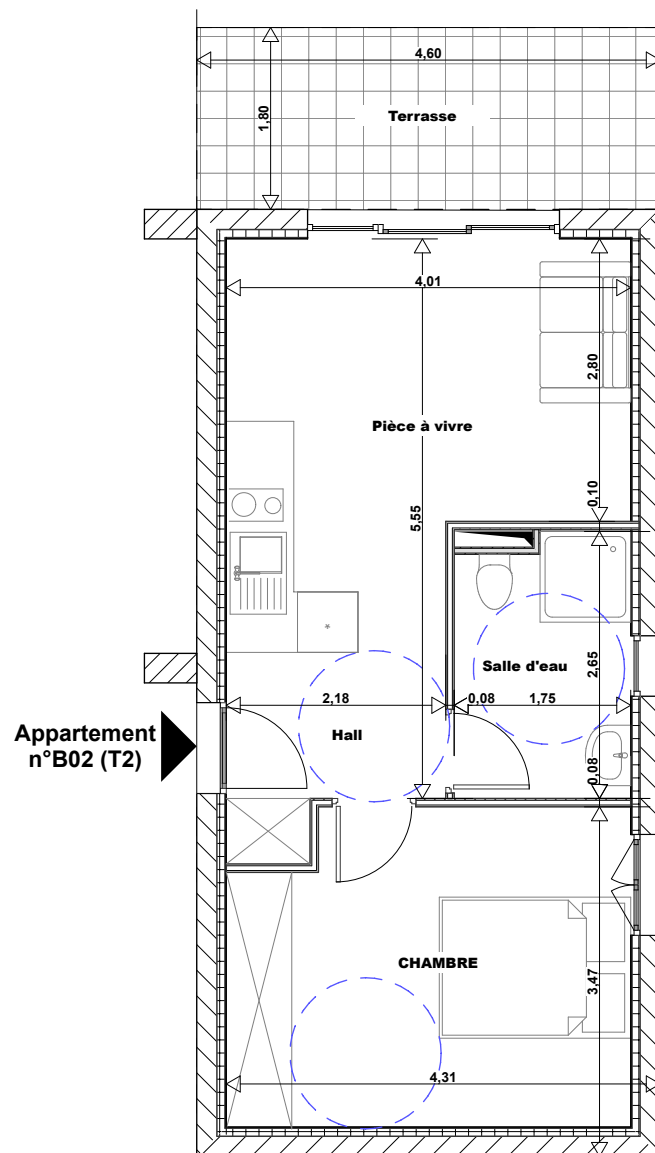 4,60
1,80
Terrasse
4,01
2,80
Pièce à vivre
0,10
5,55
Salle d'eau
2,65
2,18
0,08
1,75
Hall
Appartement
n°B02 (T2)
0,08
CHAMBRE
3,47
4,31